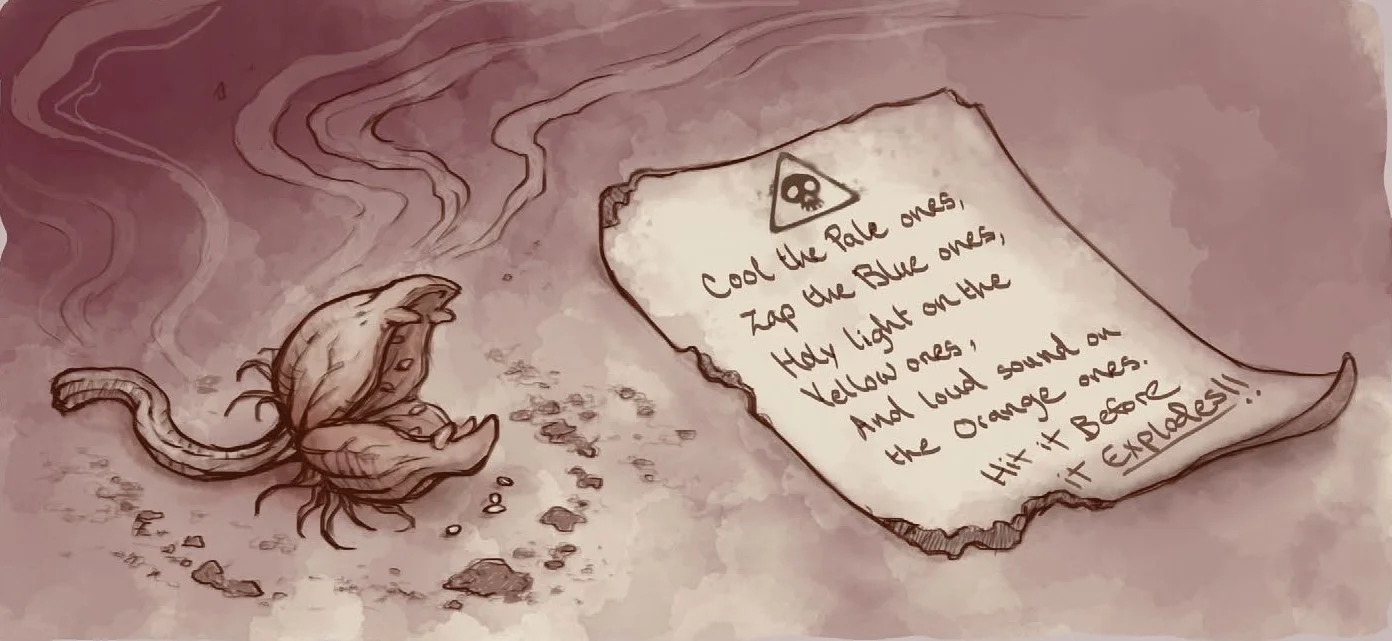 Cool the Pale ones,
Zap the Blue ones,
Holy light on the
Yellow ones,
And loud sound on
the Orange ones.
Hit it Before
it Explodes!!